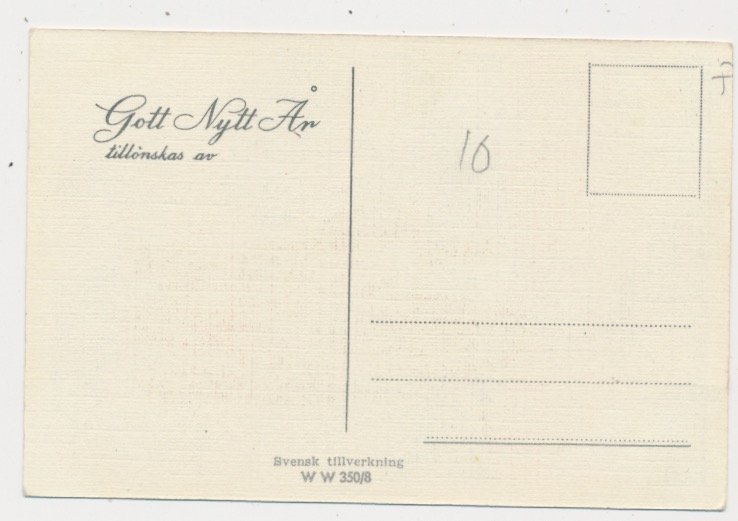 Gott Nytt År
tillönskas av
10
Svensk tillverkning
W W 350/8